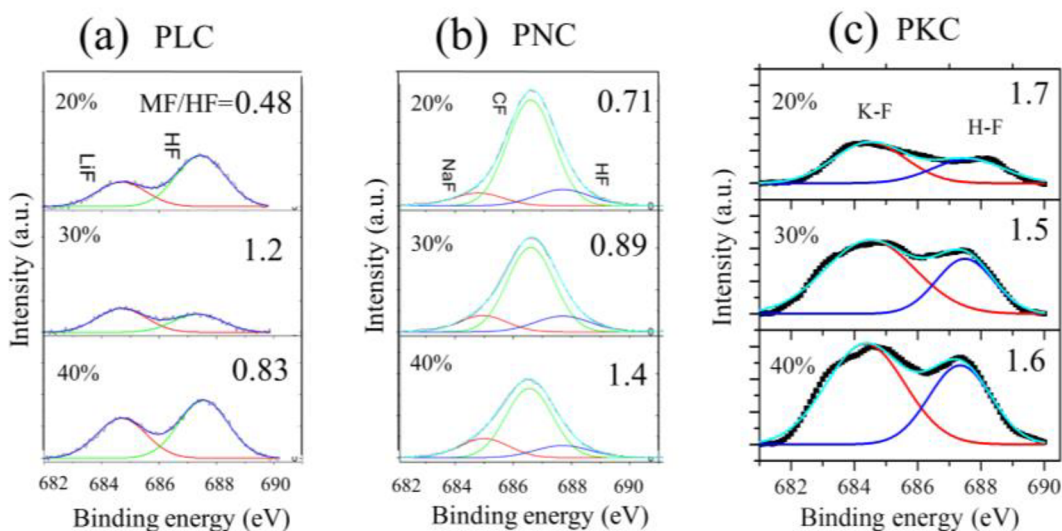 (a) PLC
20%
MF/HF=0.48
LiF
HF
30%
1.2
40%
0.83
682 684 686 688 690
Binding energy (eV)
Intensity (a.u.)
(b) PNC
20%
0.71
NaF
CF
HF
30%
0.89
40%
1.4
682 684 686 688 690
Binding energy (eV)
Intensity (a.u.)
(c) PKC
20%
1.7
K-F
H-F
30%
1.5
40%
1.6
682 684 686 688 690
Binding energy (eV)
Intensity (a.u.)